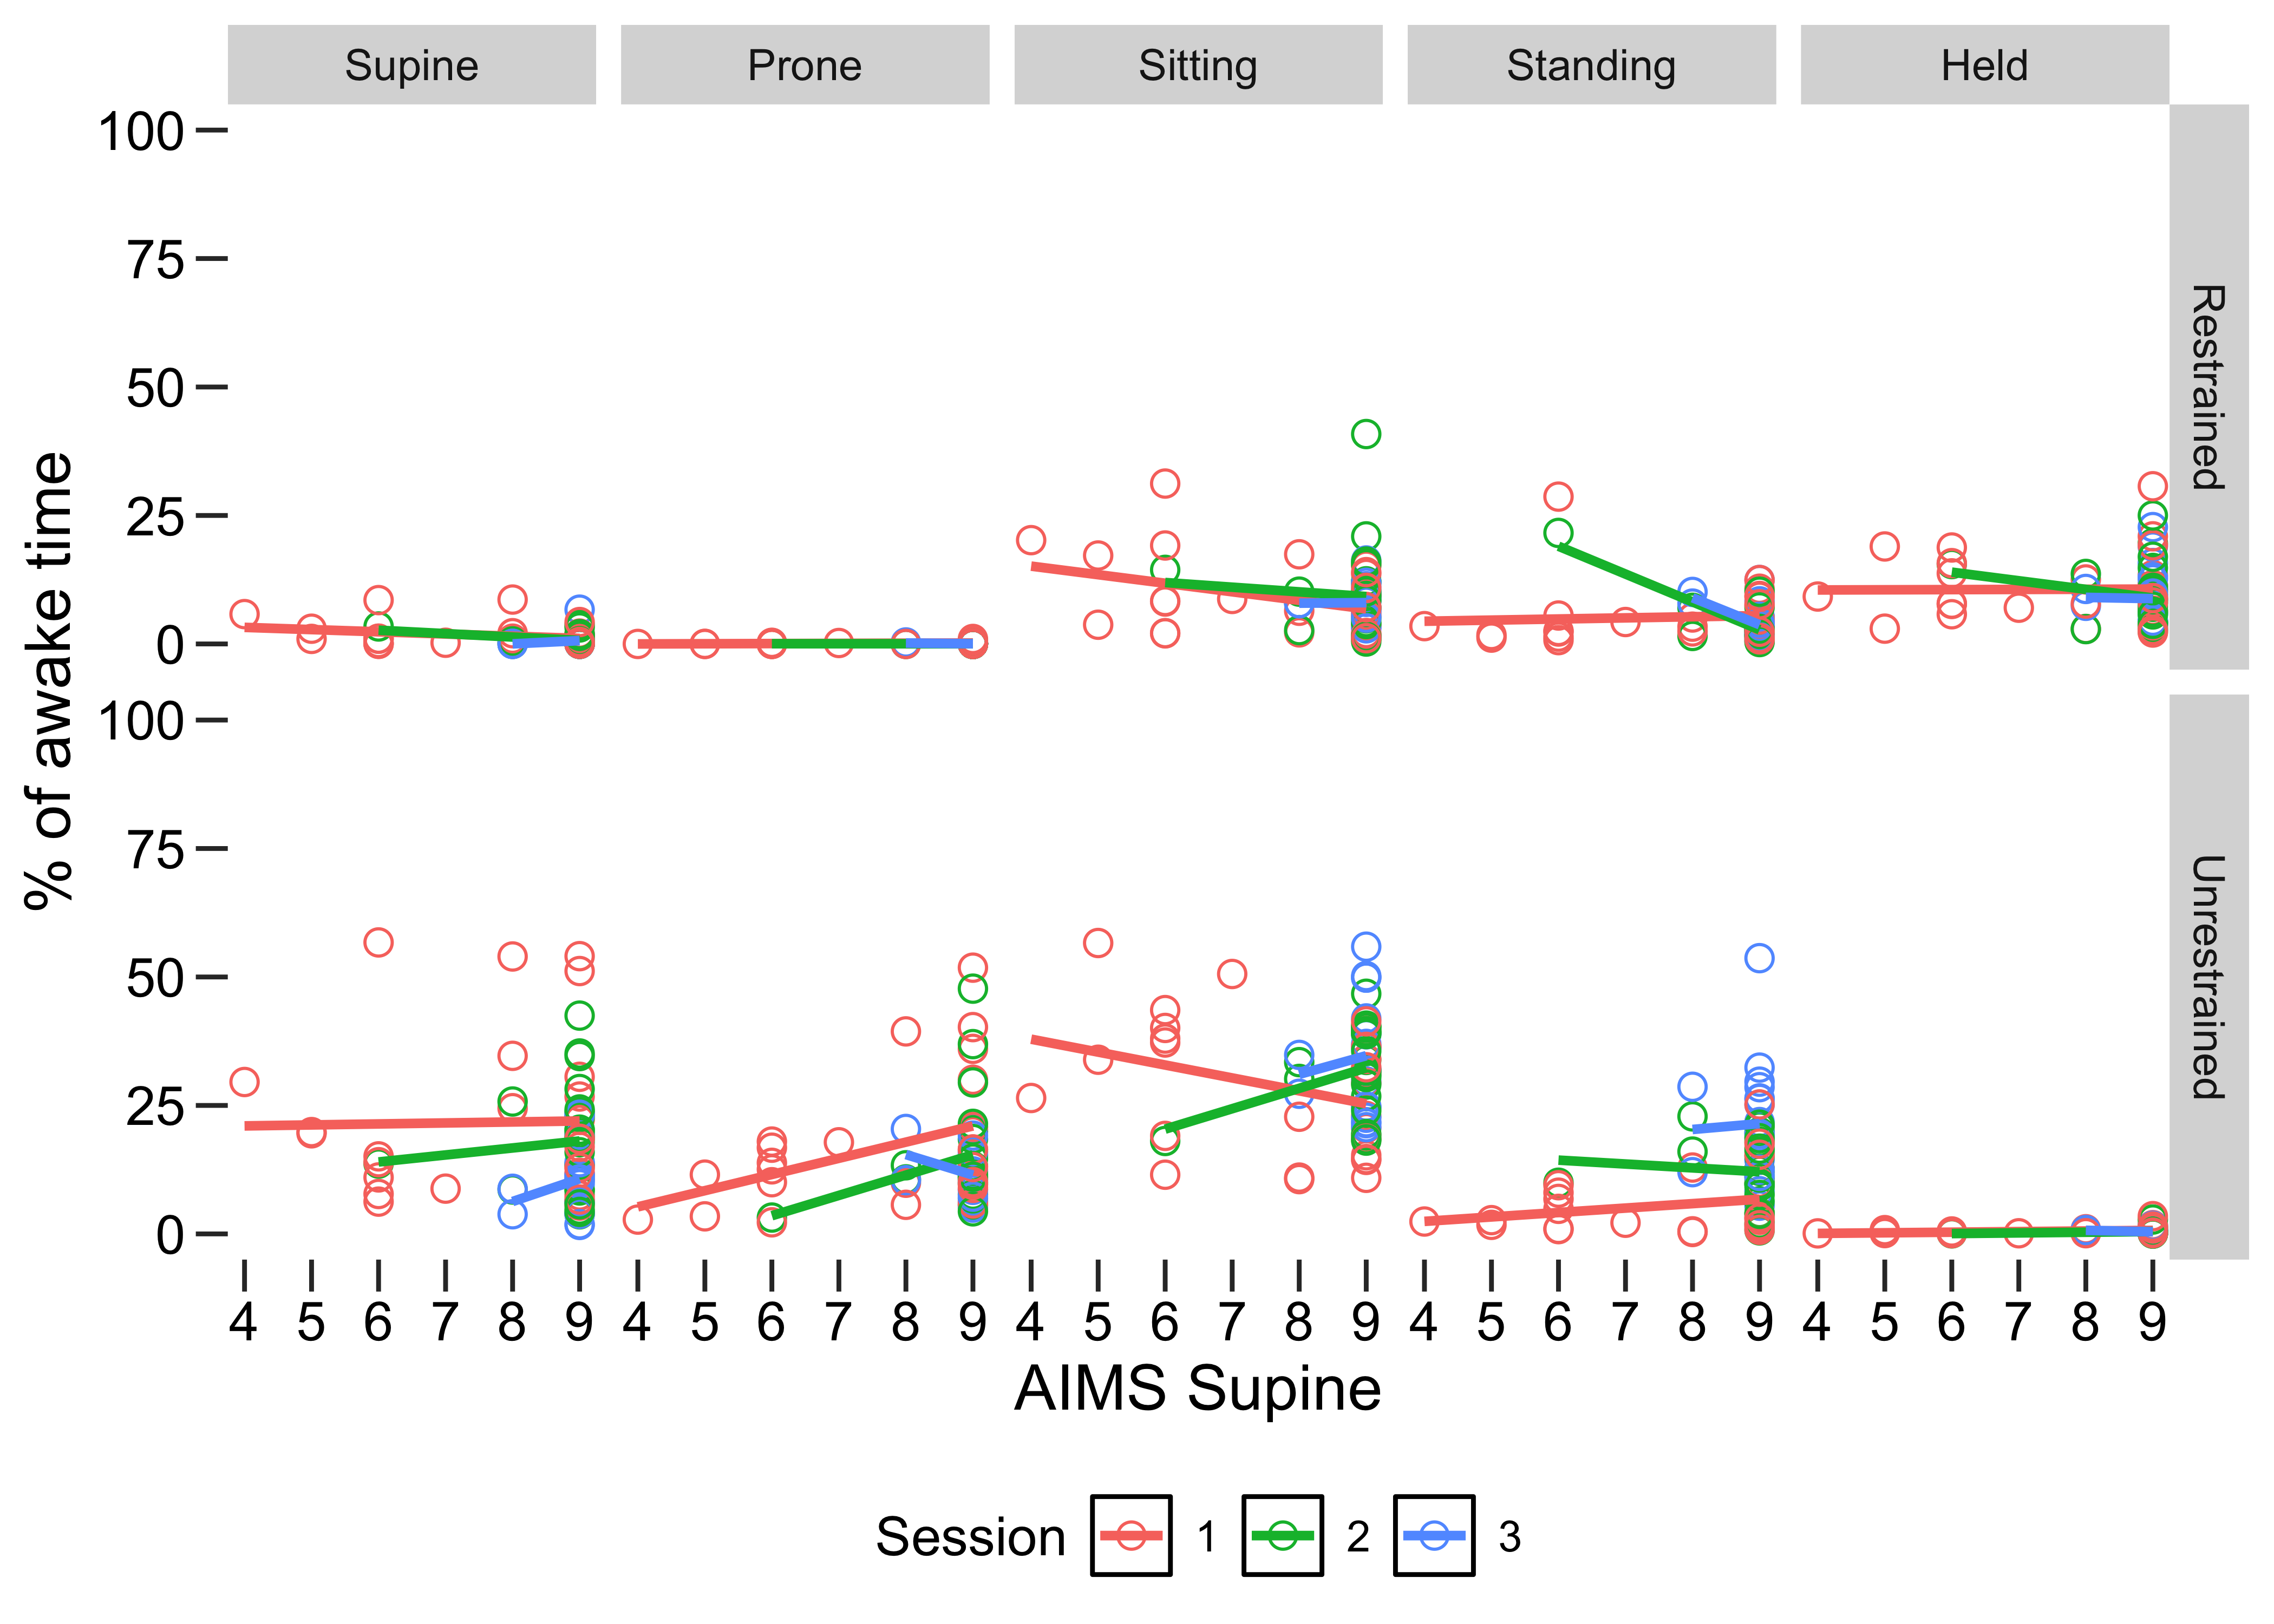 Supine Prone Sitting Standing Held
100
75
50
25
0
Restrained
100
75
50
25
0
Unrestrained
% of awake time
4 5 6 7 8 9 4 5 6 7 8 9 4 5 6 7 8 9 4 5 6 7 8 9 4 5 6 7 8 9
AIMS Supine
Session 1 2 3